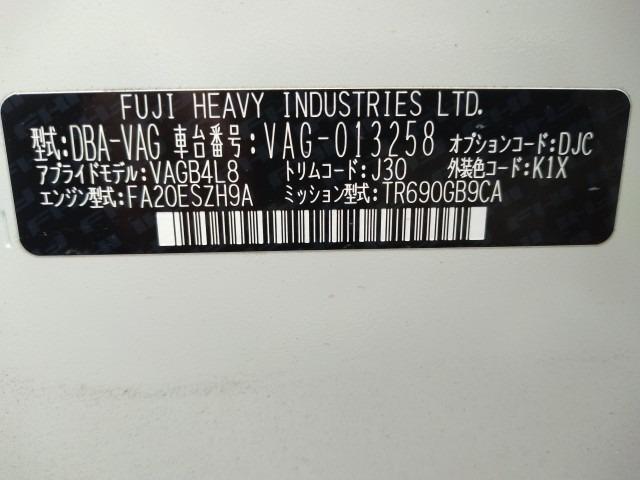 FUJI HEAVY INDUSTRIES LTD.
型式:DBA-VAG 車台番号:VAG-013258 オプションコード:DJC
アプライドモデル:VAGB4L8 トリムコード:J30 外装色コード:K1X
エンジン型式:FA20ESZH9A ミッション型式:TR690GB9CA